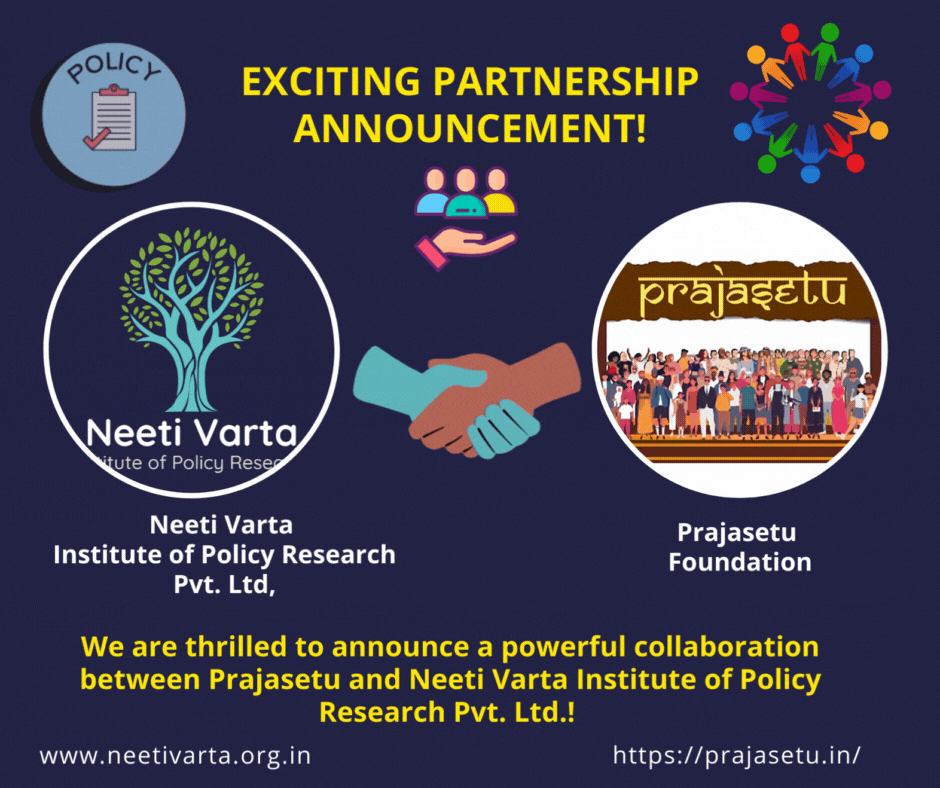 POLICY
EXCITING PARTNERSHIP
ANNOUNCEMENT!
Neeti Varta
itute of Policy Resea
prajasetu
Neeti Varta
Institute of Policy Research
Pvt. Ltd,
Prajasetu
Foundation
We are thrilled to announce a powerful collaboration
between Prajasetu and Neeti Varta Institute of Policy
Research Pvt. Ltd.!
www.neetivarta.org.in
https://prajasetu.in/